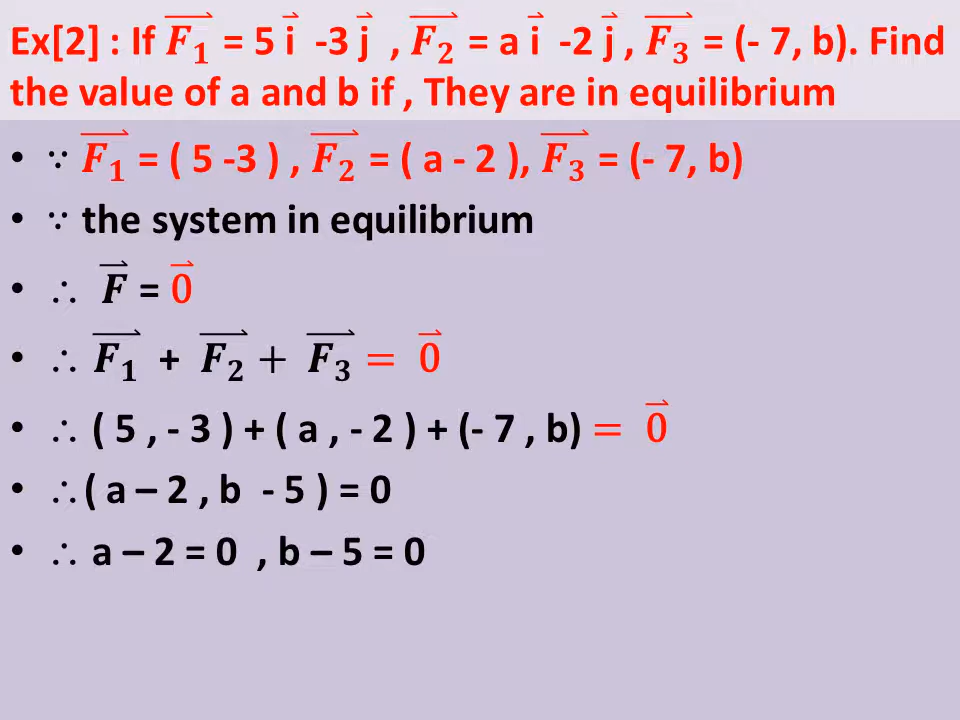 Ex[2] : If F₁⃗ = 5 i⃗ -3 j⃗ , F₂⃗ = a i⃗ -2 j⃗ , F₃⃗ = (- 7, b). Find
the value of a and b if , They are in equilibrium
• ∵ F₁⃗ = ( 5 -3 ) , F₂⃗ = ( a - 2 ), F₃⃗ = (- 7, b)
• ∵ the system in equilibrium
• ∴ F⃗ = 0⃗
• ∴ F₁⃗ + F₂⃗ + F₃⃗ = 0⃗
• ∴ ( 5 , - 3 ) + ( a , - 2 ) + (- 7 , b) = 0⃗
• ∴ ( a – 2 , b - 5 ) = 0
• ∴ a – 2 = 0 , b – 5 = 0